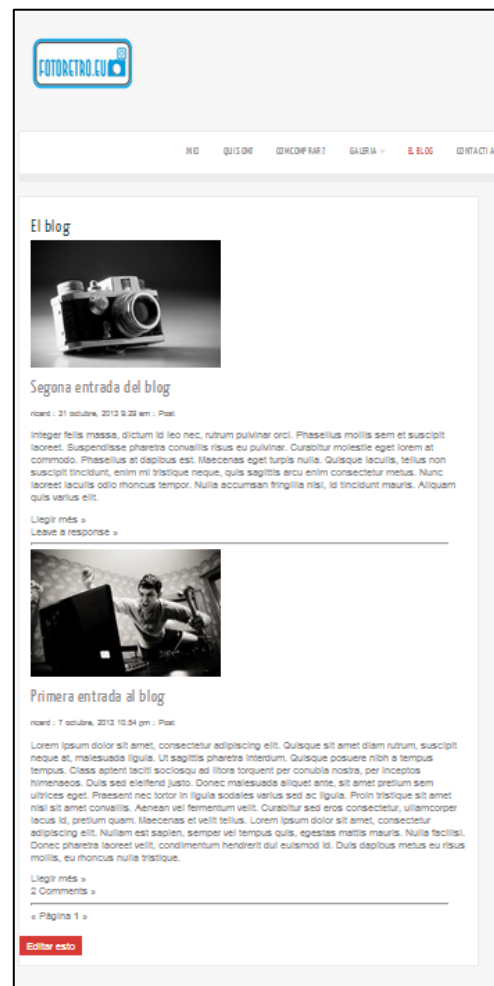 FOTORETRO.EU
INICI QUI SOM? COM COMPRAR? GALERIA » EL BLOG CONTACTI A
El blog
Segona entrada del blog
ricard : 31 octubre, 2013 9:29 am : Post
Integer felis massa, dictum id leo nec, rutrum pulvinar orci. Phasellus mollis sem et suscipit
laoreet. Suspendisse pharetra convallis risus eu pulvinar. Curabitur molestie eget lorem at
commodo. Phasellus at dapibus est. Maecenas eget turpis nulla. Quisque iaculis, tellus non
suscipit tincidunt, enim mi tristique neque, quis sagittis arcu enim consectetur metus. Nunc
laoreet iaculis odio rhoncus tempor. Nulla accumsan fringilla nisi, id tincidunt mauris. Aliquam
quis varius elit.
Llegir més »
Leave a response »
Primera entrada al blog
ricard : 7 octubre, 2013 10:54 pm : Post
Lorem ipsum dolor sit amet, consectetur adipiscing elit. Quisque sit amet diam rutrum, suscipit
neque at, malesuada ligula. Ut sagittis pharetra interdum. Quisque posuere nibh a tempus
tempus. Class aptent taciti sociosqu ad litora torquent per conubia nostra, per inceptos
himenaeos. Duis sed eleifend justo. Donec malesuada aliquet ante, sit amet pretium sem
ultrices eget. Praesent nec tortor in ligula sodales varius sed ac ligula. Proin tristique sit amet
nisl sit amet convallis. Aenean vel fermentum velit. Curabitur sed eros consectetur, ullamcorper
lacus id, pretium quam. Maecenas et velit tellus. Lorem ipsum dolor sit amet, consectetur
adipiscing elit. Nullam est sapien, semper vel tempus quis, egestas mattis mauris. Nulla facilisi.
Donec pharetra laoreet velit, condimentum hendrerit dui euismod id. Duis dapibus metus eu risus
mollis, eu rhoncus nulla tristique.
Llegir més »
2 Comments »
« Pàgina 1 »
Editar esto